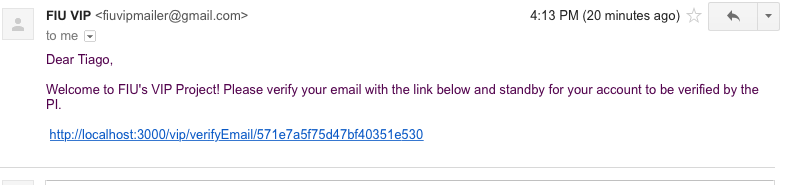 FIU VIP <fiuvipmailer@gmail.com> 4:13 PM (20 minutes ago)
to me
Dear Tiago,
Welcome to FIU's VIP Project! Please verify your email with the link below and standby for your account to be verified by the
PI.
http://localhost:3000/vip/verifyEmail/571e7a5f75d47bf40351e530